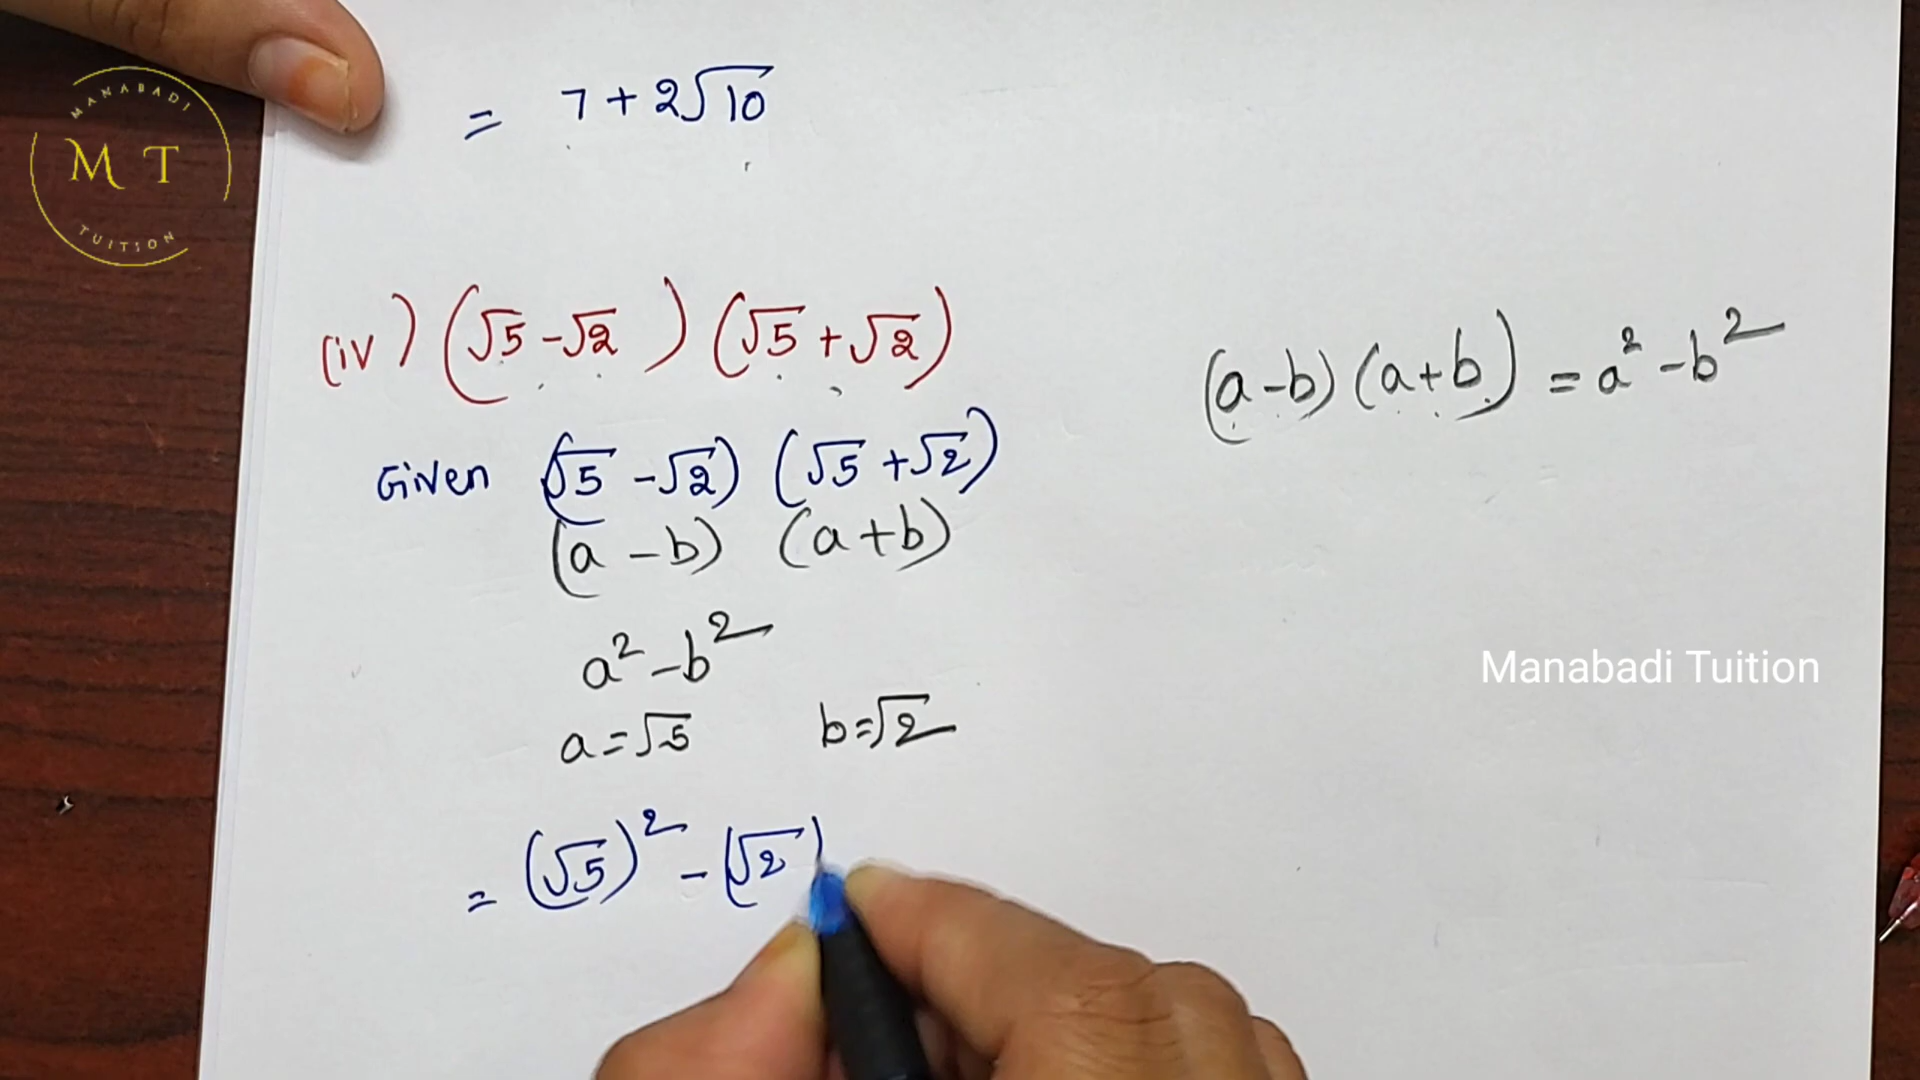 MANABADI
M T
TUITION
= 7 + 2√10
(iv) (√5 - √2) (√5 + √2)
(a - b) (a + b) = a² - b²
Given (√5 - √2) (√5 + √2)
(a - b) (a + b)
a² - b²
Manabadi Tuition
a = √5 b = √2
= (√5)² - (√2)